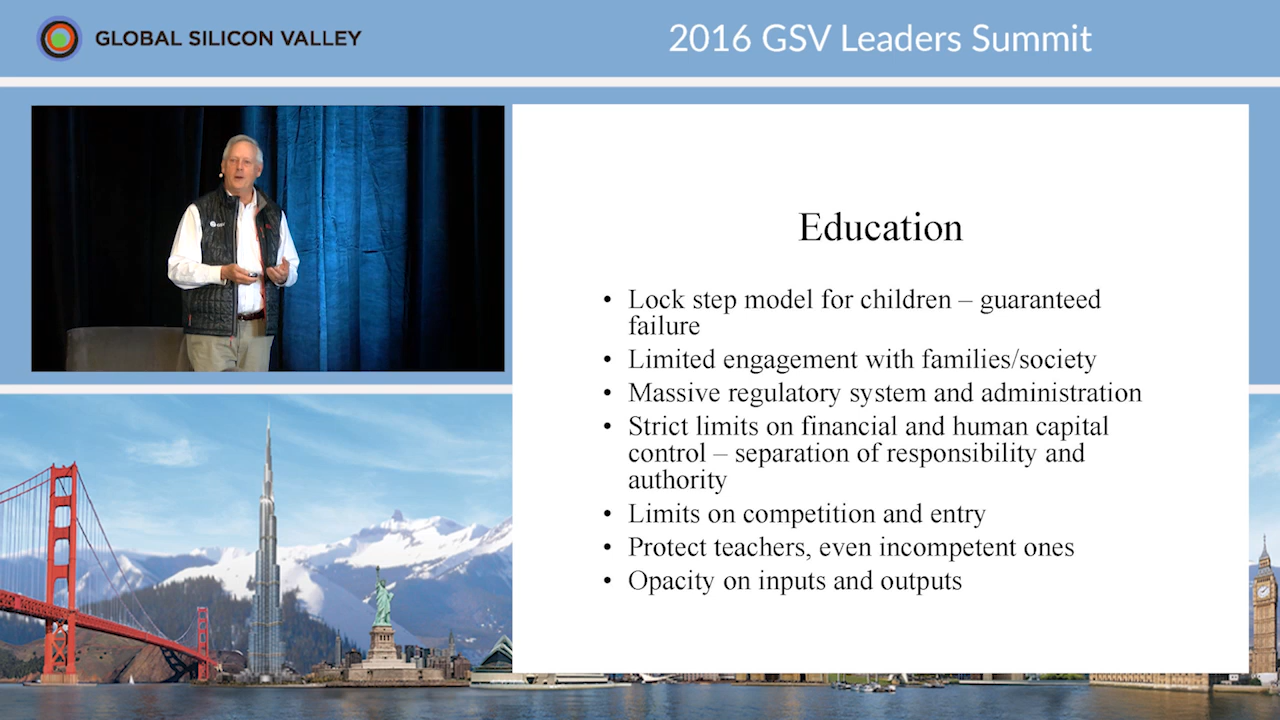 GLOBAL SILICON VALLEY
2016 GSV Leaders Summit
Education
• Lock step model for children – guaranteed
failure
• Limited engagement with families/society
• Massive regulatory system and administration
• Strict limits on financial and human capital
control – separation of responsibility and
authority
• Limits on competition and entry
• Protect teachers, even incompetent ones
• Opacity on inputs and outputs